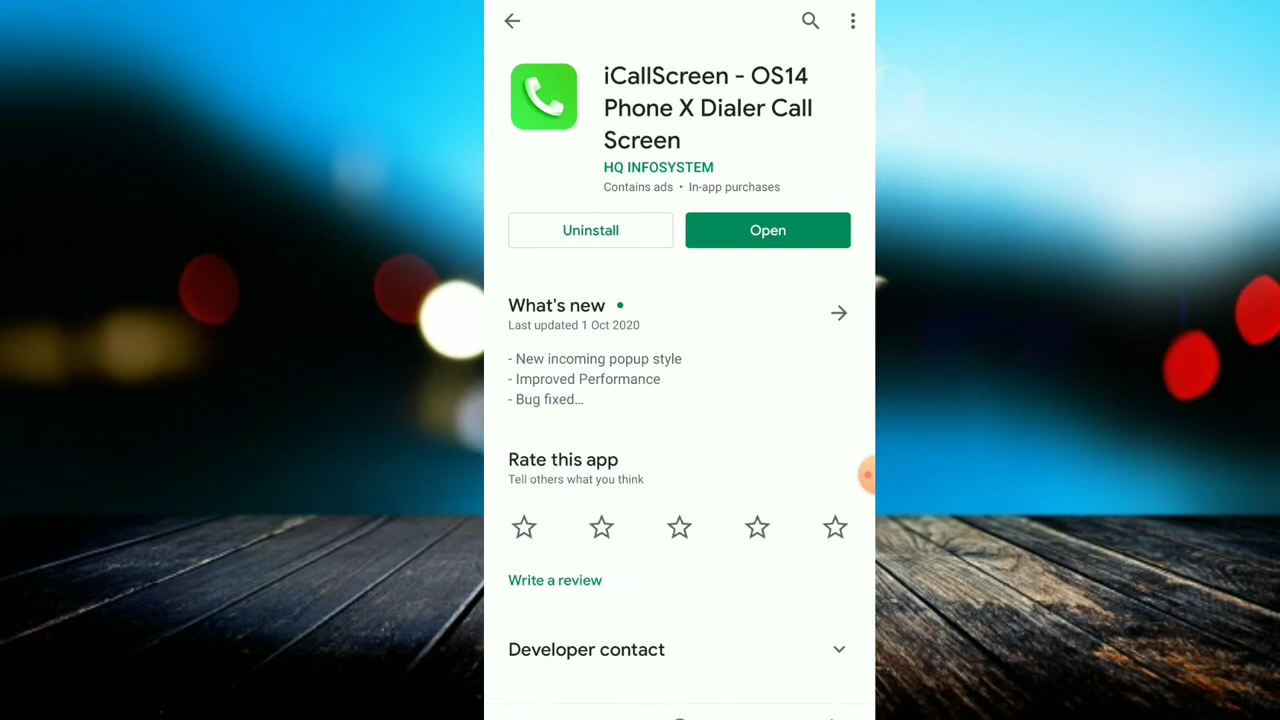 iCallScreen - OS14
Phone X Dialer Call
Screen
HQ INFOSYSTEM
Contains ads • In-app purchases
Uninstall
Open
What's new •
Last updated 1 Oct 2020
- New incoming popup style
- Improved Performance
- Bug fixed…
Rate this app
Tell others what you think
Write a review
Developer contact